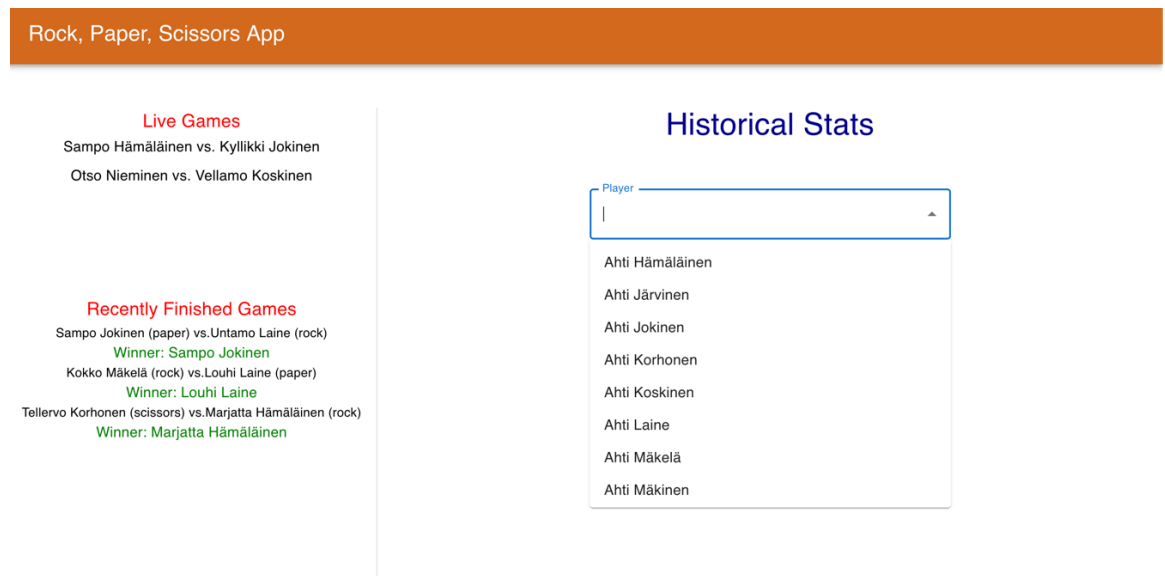 Rock, Paper, Scissors App
Live Games
Sampo Hämäläinen vs. Kyllikki Jokinen
Otso Nieminen vs. Vellamo Koskinen
Recently Finished Games
Sampo Jokinen (paper) vs.Untamo Laine (rock)
Winner: Sampo Jokinen
Kokko Mäkelä (rock) vs.Louhi Laine (paper)
Winner: Louhi Laine
Tellervo Korhonen (scissors) vs.Marjatta Hämäläinen (rock)
Winner: Marjatta Hämäläinen
Historical Stats
Player
Ahti Hämäläinen
Ahti Järvinen
Ahti Jokinen
Ahti Korhonen
Ahti Koskinen
Ahti Laine
Ahti Mäkelä
Ahti Mäkinen